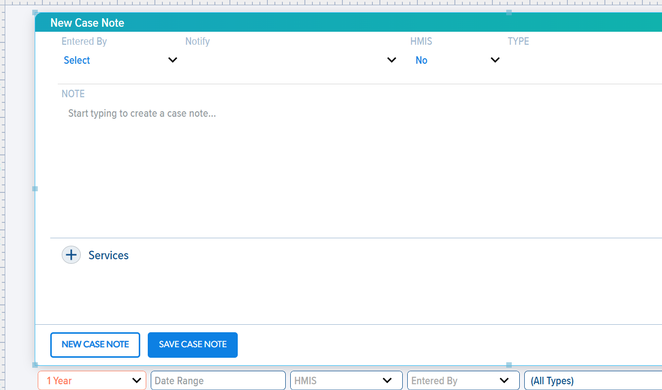 New Case Note
Entered By Notify HMIS TYPE
Select No
NOTE
Start typing to create a case note...
Services
NEW CASE NOTE SAVE CASE NOTE
1 Year Date Range HMIS Entered By (All Types)